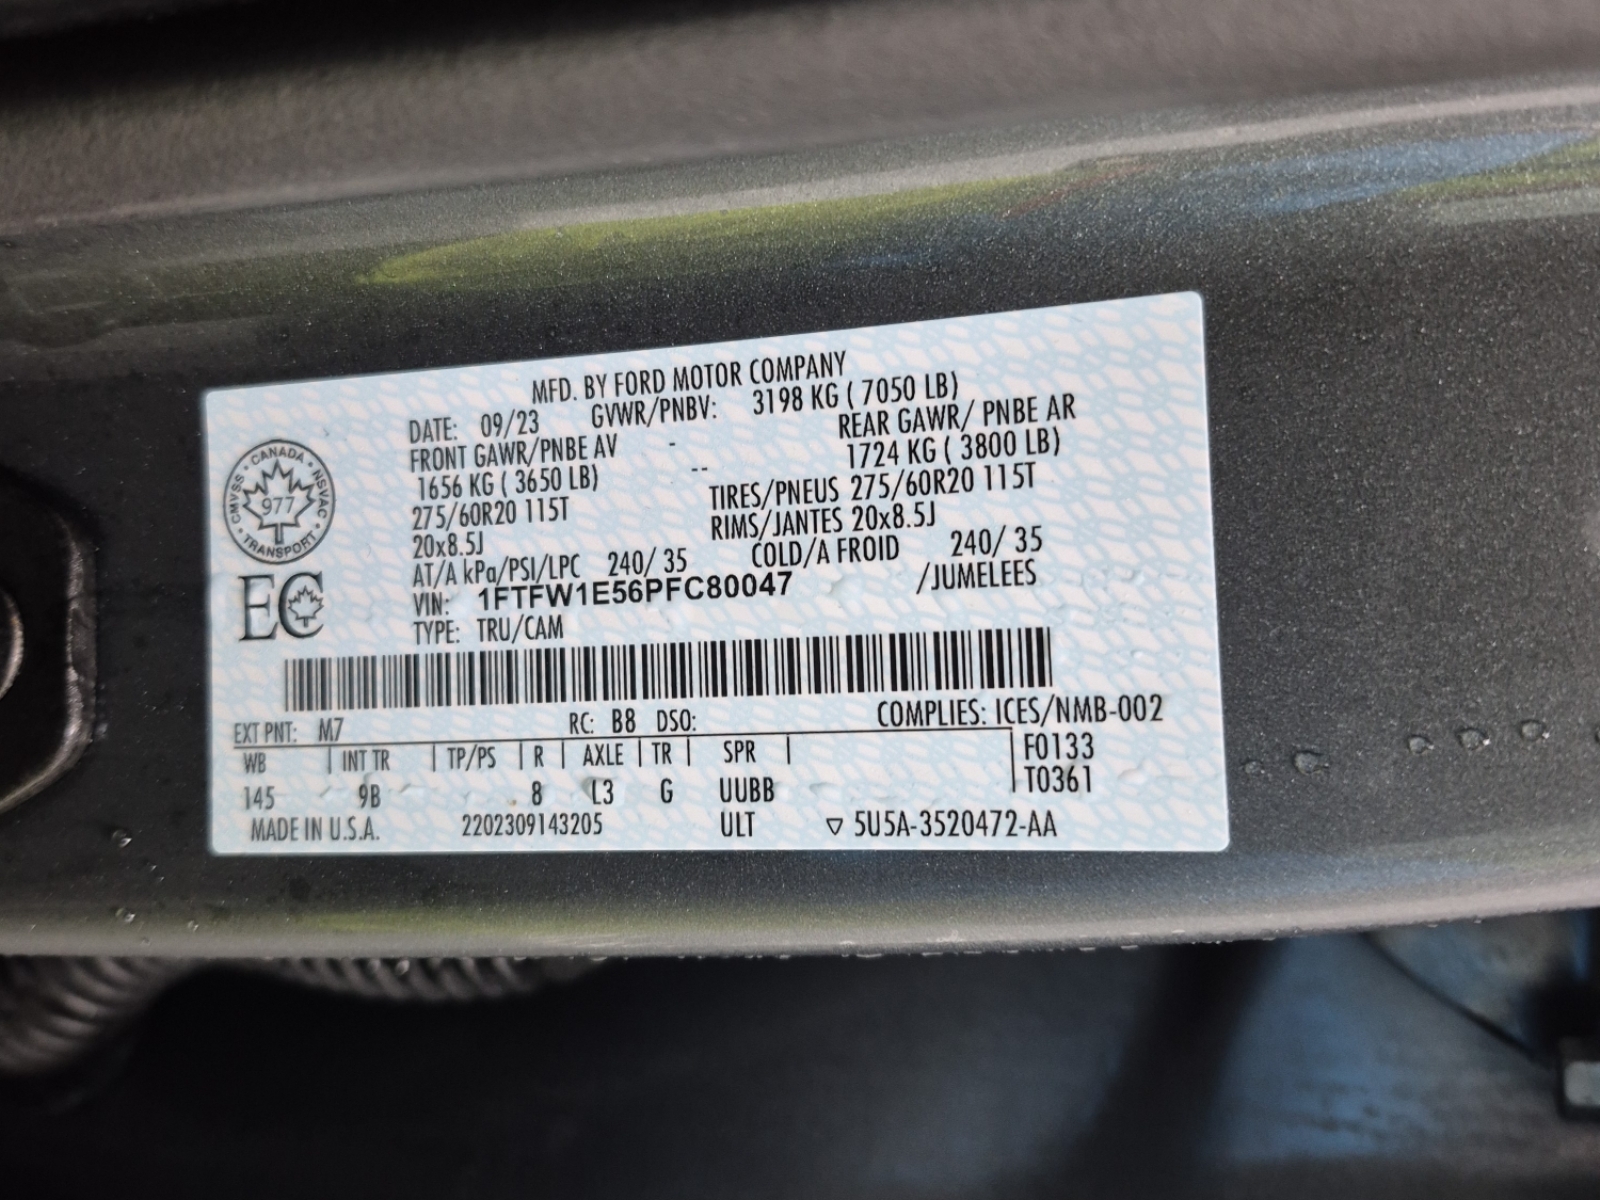 MFD. BY FORD MOTOR COMPANY
DATE: 09/23 GVWR/PNBV: 3198 KG ( 7050 LB)
FRONT GAWR/PNBE AV - REAR GAWR/ PNBE AR
1656 KG ( 3650 LB) -- 1724 KG ( 3800 LB)
275/60R20 115T TIRES/PNEUS 275/60R20 115T
20x8.5J RIMS/JANTES 20x8.5J
AT/A kPa/PSI/LPC 240/ 35 COLD/A FROID 240/ 35
VIN: 1FTFW1E56PFC80047 /JUMELEES
TYPE: TRU/CAM
CANADA
CMVSS NSVAC
977
TRANSPORT
EC
EXT PNT: M7 RC: B8 DSO: COMPLIES: ICES/NMB-002
WB INT TR TP/PS R AXLE TR SPR F0133
145 9B 8 L3 G UUBB T0361
MADE IN U.S.A. 2202309143205 ULT ▽ 5U5A-3520472-AA